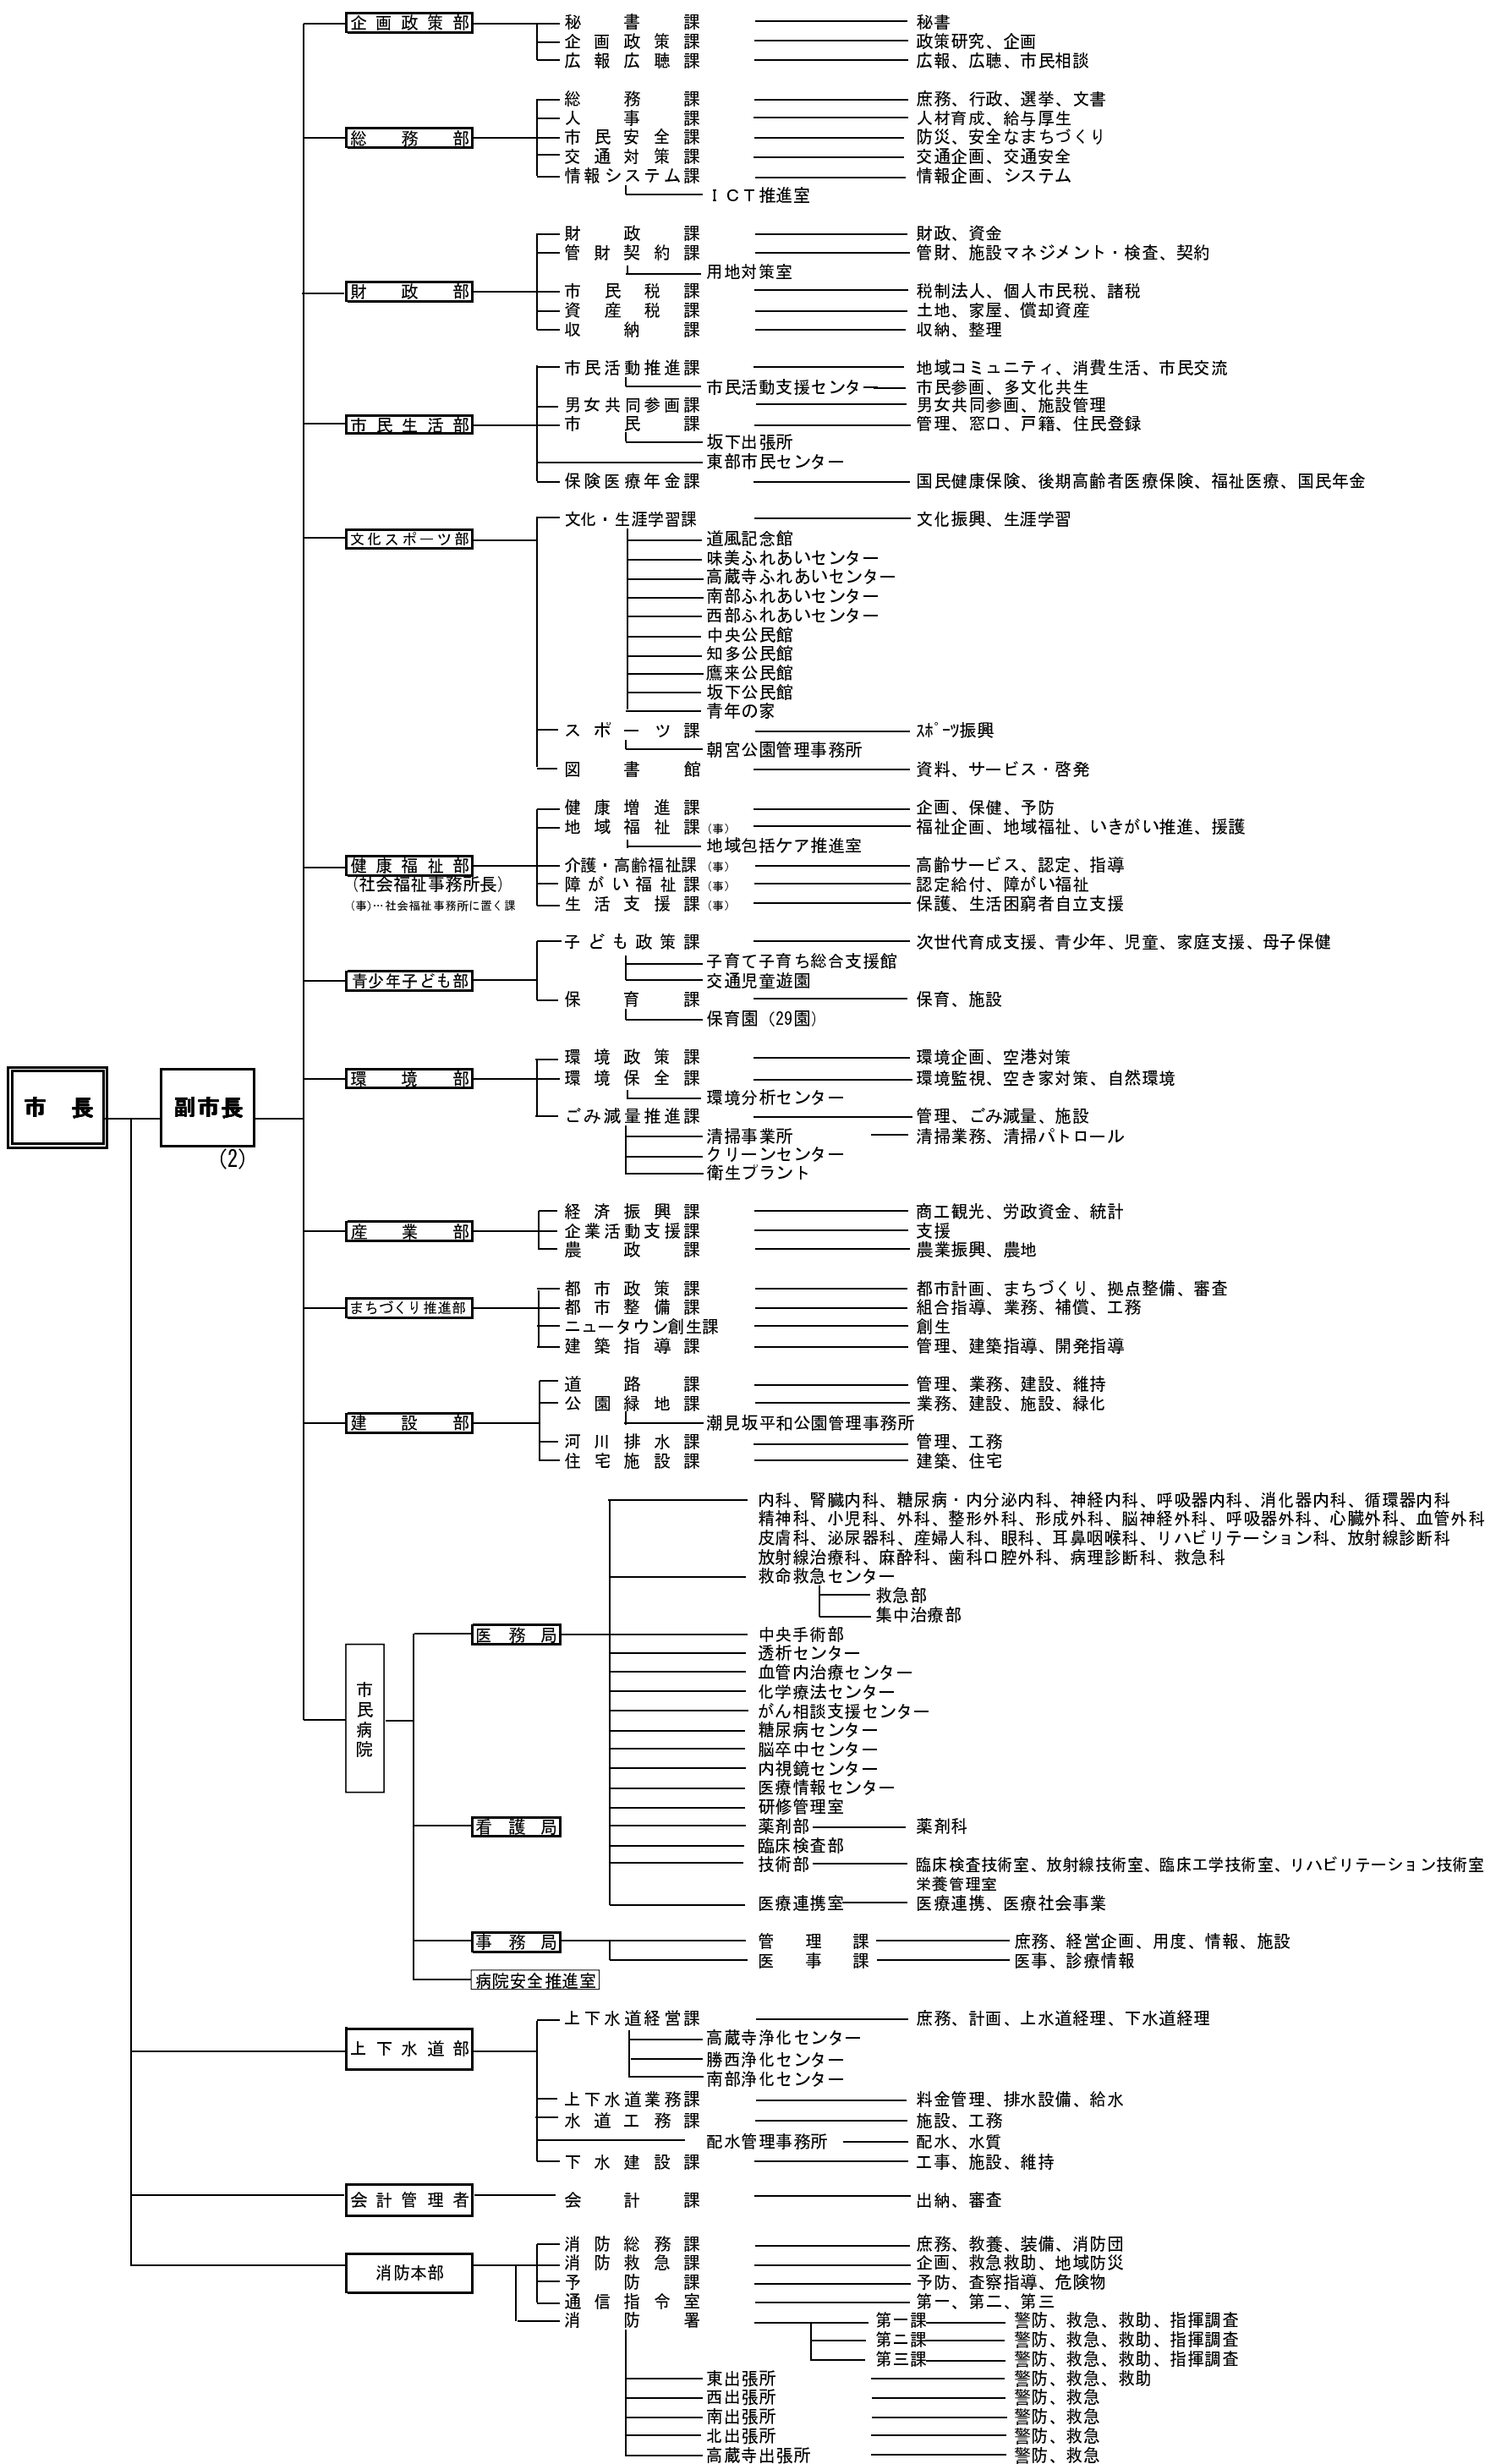 企画政策部 秘書課 秘書
企画政策課 政策研究、企画
広報広聴課 広報、広聴、市民相談
総務課 庶務、行政、選挙、文書
人事課 人材育成、給与厚生
総務部 市民安全課 防災、安全なまちづくり
交通対策課 交通企画、交通安全
情報システム課 情報企画、システム
ＩＣＴ推進室
財政課 財政、資金
管財契約課 管財、施設マネジメント・検査、契約
用地対策室
財政部 市民税課 税制法人、個人市民税、諸税
資産税課 土地、家屋、償却資産
収納課 収納、整理
市民活動推進課 地域コミュニティ、消費生活、市民交流
市民活動支援センター 市民参画、多文化共生
男女共同参画課 男女共同参画、施設管理
市民生活部 市民課 管理、窓口、戸籍、住民登録
坂下出張所
東部市民センター
保険医療年金課 国民健康保険、後期高齢者医療保険、福祉医療、国民年金
文化・生涯学習課 文化振興、生涯学習
文化スポーツ部 道風記念館
味美ふれあいセンター
高蔵寺ふれあいセンター
南部ふれあいセンター
西部ふれあいセンター
中央公民館
知多公民館
鷹来公民館
坂下公民館
青年の家
スポーツ課 ｽﾎﾟｰﾂ振興
朝宮公園管理事務所
図書館 資料、サービス・啓発
健康増進課 企画、保健、予防
地域福祉課（事） 福祉企画、地域福祉、いきがい推進、援護
地域包括ケア推進室
健康福祉部 介護・高齢福祉課（事） 高齢サービス、認定、指導
（社会福祉事務所長） 障がい福祉課（事） 認定給付、障がい福祉
（事）…社会福祉事務所に置く課 生活支援課（事） 保護、生活困窮者自立支援
子ども政策課 次世代育成支援、青少年、児童、家庭支援、母子保健
子育て子育ち総合支援館
青少年子ども部 交通児童遊園
保育課 保育、施設
保育園（29園）
環境政策課 環境企画、空港対策
環境部 環境保全課 環境監視、空き家対策、自然環境
環境分析センター
市長 副市長 ごみ減量推進課 管理、ごみ減量、施設
清掃事業所 清掃業務、清掃パトロール
（2） クリーンセンター
衛生プラント
経済振興課 商工観光、労政資金、統計
産業部 企業活動支援課 支援
農政課 農業振興、農地
都市政策課 都市計画、まちづくり、拠点整備、審査
まちづくり推進部 都市整備課 組合指導、業務、補償、工務
ニュータウン創生課 創生
建築指導課 管理、建築指導、開発指導
道路課 管理、業務、建設、維持
公園緑地課 業務、建設、施設、緑化
建設部 潮見坂平和公園管理事務所
河川排水課 管理、工務
住宅施設課 建築、住宅
内科、腎臓内科、糖尿病・内分泌内科、神経内科、呼吸器内科、消化器内科、循環器内科
精神科、小児科、外科、整形外科、形成外科、脳神経外科、呼吸器外科、心臓外科、血管外科
皮膚科、泌尿器科、産婦人科、眼科、耳鼻咽喉科、リハビリテーション科、放射線診断科
放射線治療科、麻酔科、歯科口腔外科、病理診断科、救急科
救命救急センター
救急部
集中治療部
医務局 中央手術部
透析センター
血管内治療センター
市民病院 化学療法センター
がん相談支援センター
糖尿病センター
脳卒中センター
内視鏡センター
医療情報センター
研修管理室
看護局 薬剤部 薬剤科
臨床検査部
技術部 臨床検査技術室、放射線技術室、臨床工学技術室、リハビリテーション技術室
栄養管理室
医療連携室 医療連携、医療社会事業
事務局 管理課 庶務、経営企画、用度、情報、施設
医事課 医事、診療情報
病院安全推進室
上下水道経営課 庶務、計画、上水道経理、下水道経理
高蔵寺浄化センター
上下水道部 勝西浄化センター
南部浄化センター
上下水道業務課 料金管理、排水設備、給水
水道工務課 施設、工務
配水管理事務所 配水、水質
下水建設課 工事、施設、維持
会計管理者 会計課 出納、審査
消防総務課 庶務、教養、装備、消防団
消防本部 消防救急課 企画、救急救助、地域防災
予防課 予防、査察指導、危険物
通信指令室 第一、第二、第三
消防署 第一課 警防、救急、救助、指揮調査
第二課 警防、救急、救助、指揮調査
第三課 警防、救急、救助、指揮調査
東出張所 警防、救急、救助
西出張所 警防、救急
南出張所 警防、救急
北出張所 警防、救急
高蔵寺出張所 警防、救急